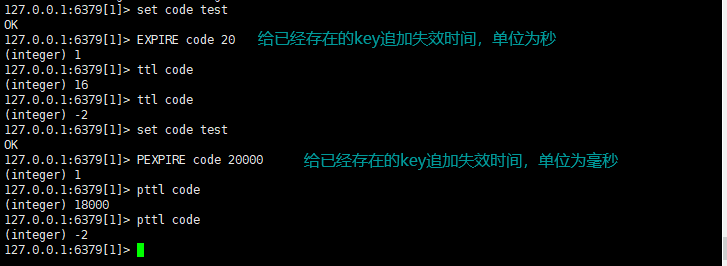 127.0.0.1:6379[1]> set code test
OK
127.0.0.1:6379[1]> EXPIRE code 20 给已经存在的key追加失效时间，单位为秒
(integer) 1
127.0.0.1:6379[1]> ttl code
(integer) 16
127.0.0.1:6379[1]> ttl code
(integer) -2
127.0.0.1:6379[1]> set code test
OK
127.0.0.1:6379[1]> PEXPIRE code 20000 给已经存在的key追加失效时间，单位为毫秒
(integer) 1
127.0.0.1:6379[1]> pttl code
(integer) 18000
127.0.0.1:6379[1]> pttl code
(integer) -2
127.0.0.1:6379[1]>